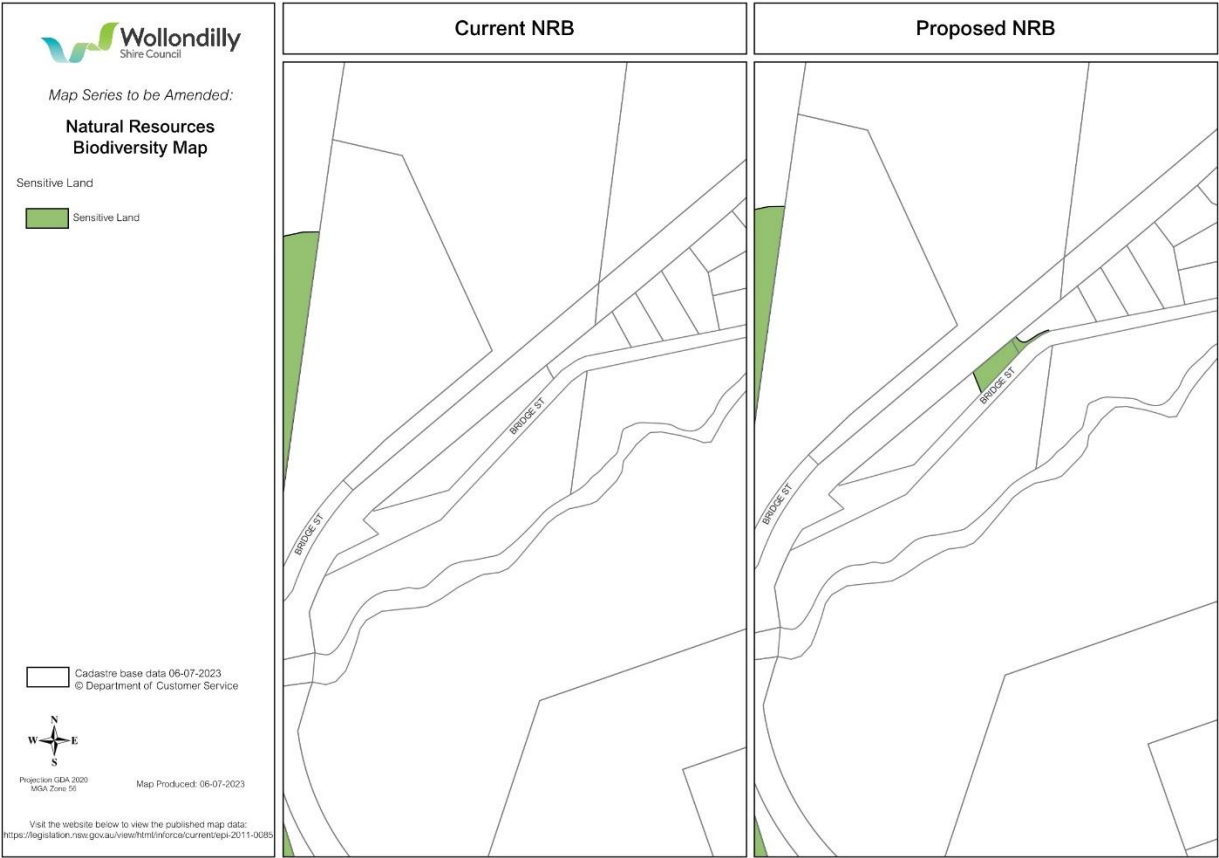 Wollondilly
Shire Council
Map Series to be Amended:
Natural Resources
Biodiversity Map
Sensitive Land
Sensitive Land
Cadastre base data 06-07-2023
© Department of Customer Service
N
W E
S
Projection GDA 2020
MGA Zone 56
Map Produced: 06-07-2023
Visit the website below to view the published map data:
https://legislation.nsw.gov.au/view/html/inforce/current/epi-2011-0085
Current NRB
BRIDGE ST
BRIDGE ST
Proposed NRB
BRIDGE ST
BRIDGE ST